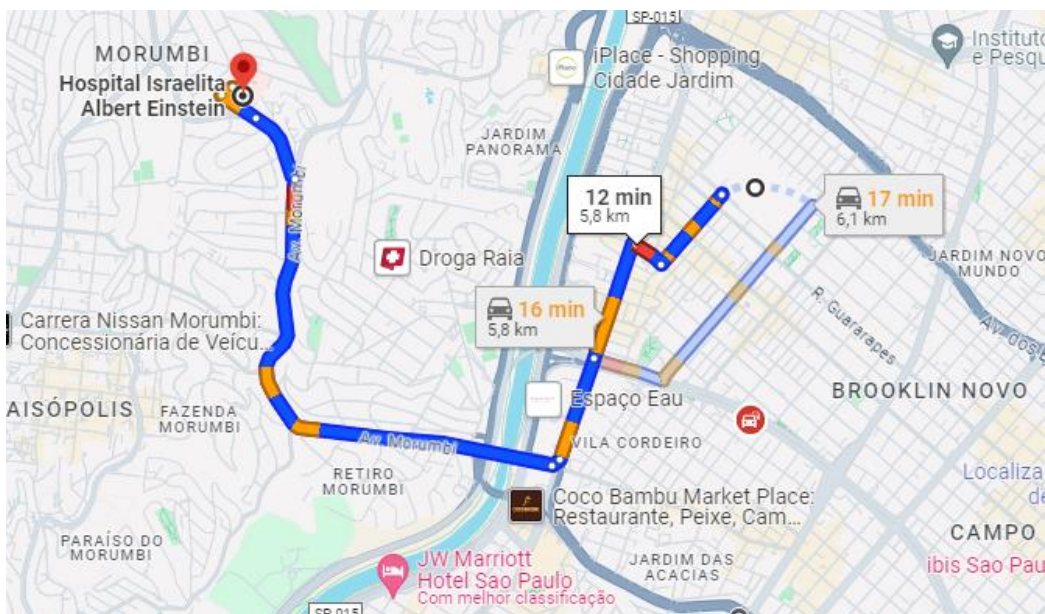 SP-015
MORUMBI
Hospital Israelita
Albert Einstein
iPlace - Shopping
Cidade Jardim
Instituto
e Pesqu
JARDIM
PANORAMA
12 min
5,8 km
17 min
6,1 km
Av. Morumbi
Droga Raia
JARDIM NOVO
MUNDO
16 min
5,8 km
R. Guararapes
Av. dos
Carrera Nissan Morumbi:
Concessionária de Veícu...
BROOKLIN NOVO
AISÓPOLIS
FAZENDA
MORUMBI
Espaço Eau
Av. Morumbi
VILA CORDEIRO
RETIRO
MORUMBI
Localiza
de
Coco Bambu Market Place:
Restaurante, Peixe, Cam...
CAMPO
PARAÍSO DO
MORUMBI
JW Marriott
Hotel Sao Paulo
Com melhor classificação
JARDIM DAS
ACACIAS
ibis Sao Pau
SP-015